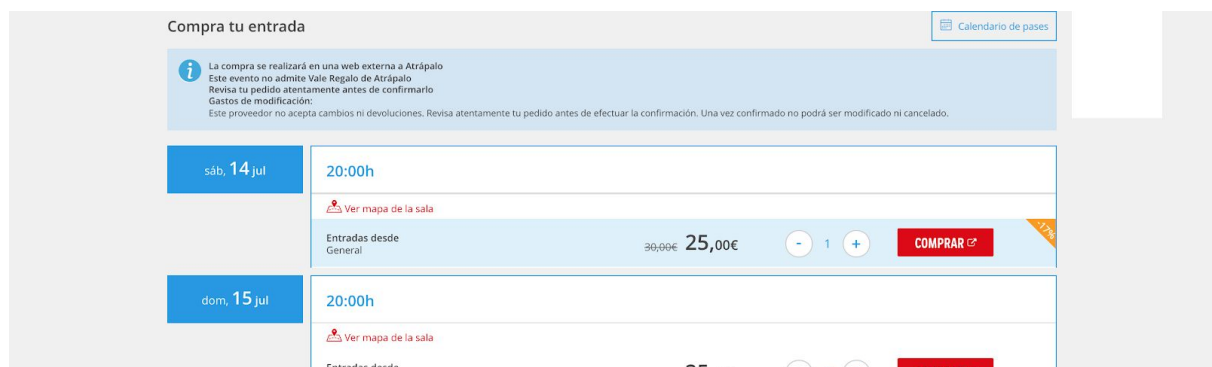 Compra tu entrada
Calendario de pases
La compra se realizará en una web externa a Atrápalo
Este evento no admite Vale Regalo de Atrápalo
Revisa tu pedido atentamente antes de confirmarlo
Gastos de modificación:
Este proveedor no acepta cambios ni devoluciones. Revisa atentamente tu pedido antes de efectuar la confirmación. Una vez confirmado no podrá ser modificado ni cancelado.
sáb, 14 jul
20:00h
Ver mapa de la sala
-17%
Entradas desde
General
30,00€ 25,00€ - 1 + COMPRAR
dom, 15 jul
20:00h
Ver mapa de la sala
Entradas desde